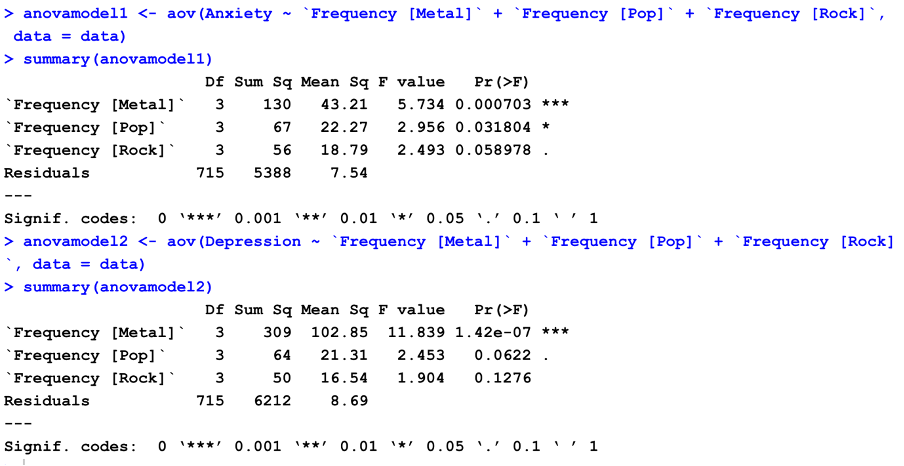 > anovamodel1 <- aov(Anxiety ~ `Frequency [Metal]` + `Frequency [Pop]` + `Frequency [Rock]`,
 data = data)
> summary(anovamodel1)
                     Df Sum Sq Mean Sq F value   Pr(>F)
`Frequency [Metal]`   3    130   43.21   5.734 0.000703 ***
`Frequency [Pop]`     3     67   22.27   2.956 0.031804 *
`Frequency [Rock]`    3     56   18.79   2.493 0.058978 .
Residuals           715   5388    7.54
---
Signif. codes:  0 ‘***’ 0.001 ‘**’ 0.01 ‘*’ 0.05 ‘.’ 0.1 ‘ ’ 1
> anovamodel2 <- aov(Depression ~ `Frequency [Metal]` + `Frequency [Pop]` + `Frequency [Rock]
`, data = data)
> summary(anovamodel2)
                     Df Sum Sq Mean Sq F value   Pr(>F)
`Frequency [Metal]`   3    309  102.85  11.839 1.42e-07 ***
`Frequency [Pop]`     3     64   21.31   2.453   0.0622 .
`Frequency [Rock]`    3     50   16.54   1.904   0.1276
Residuals           715   6212    8.69
---
Signif. codes:  0 ‘***’ 0.001 ‘**’ 0.01 ‘*’ 0.05 ‘.’ 0.1 ‘ ’ 1